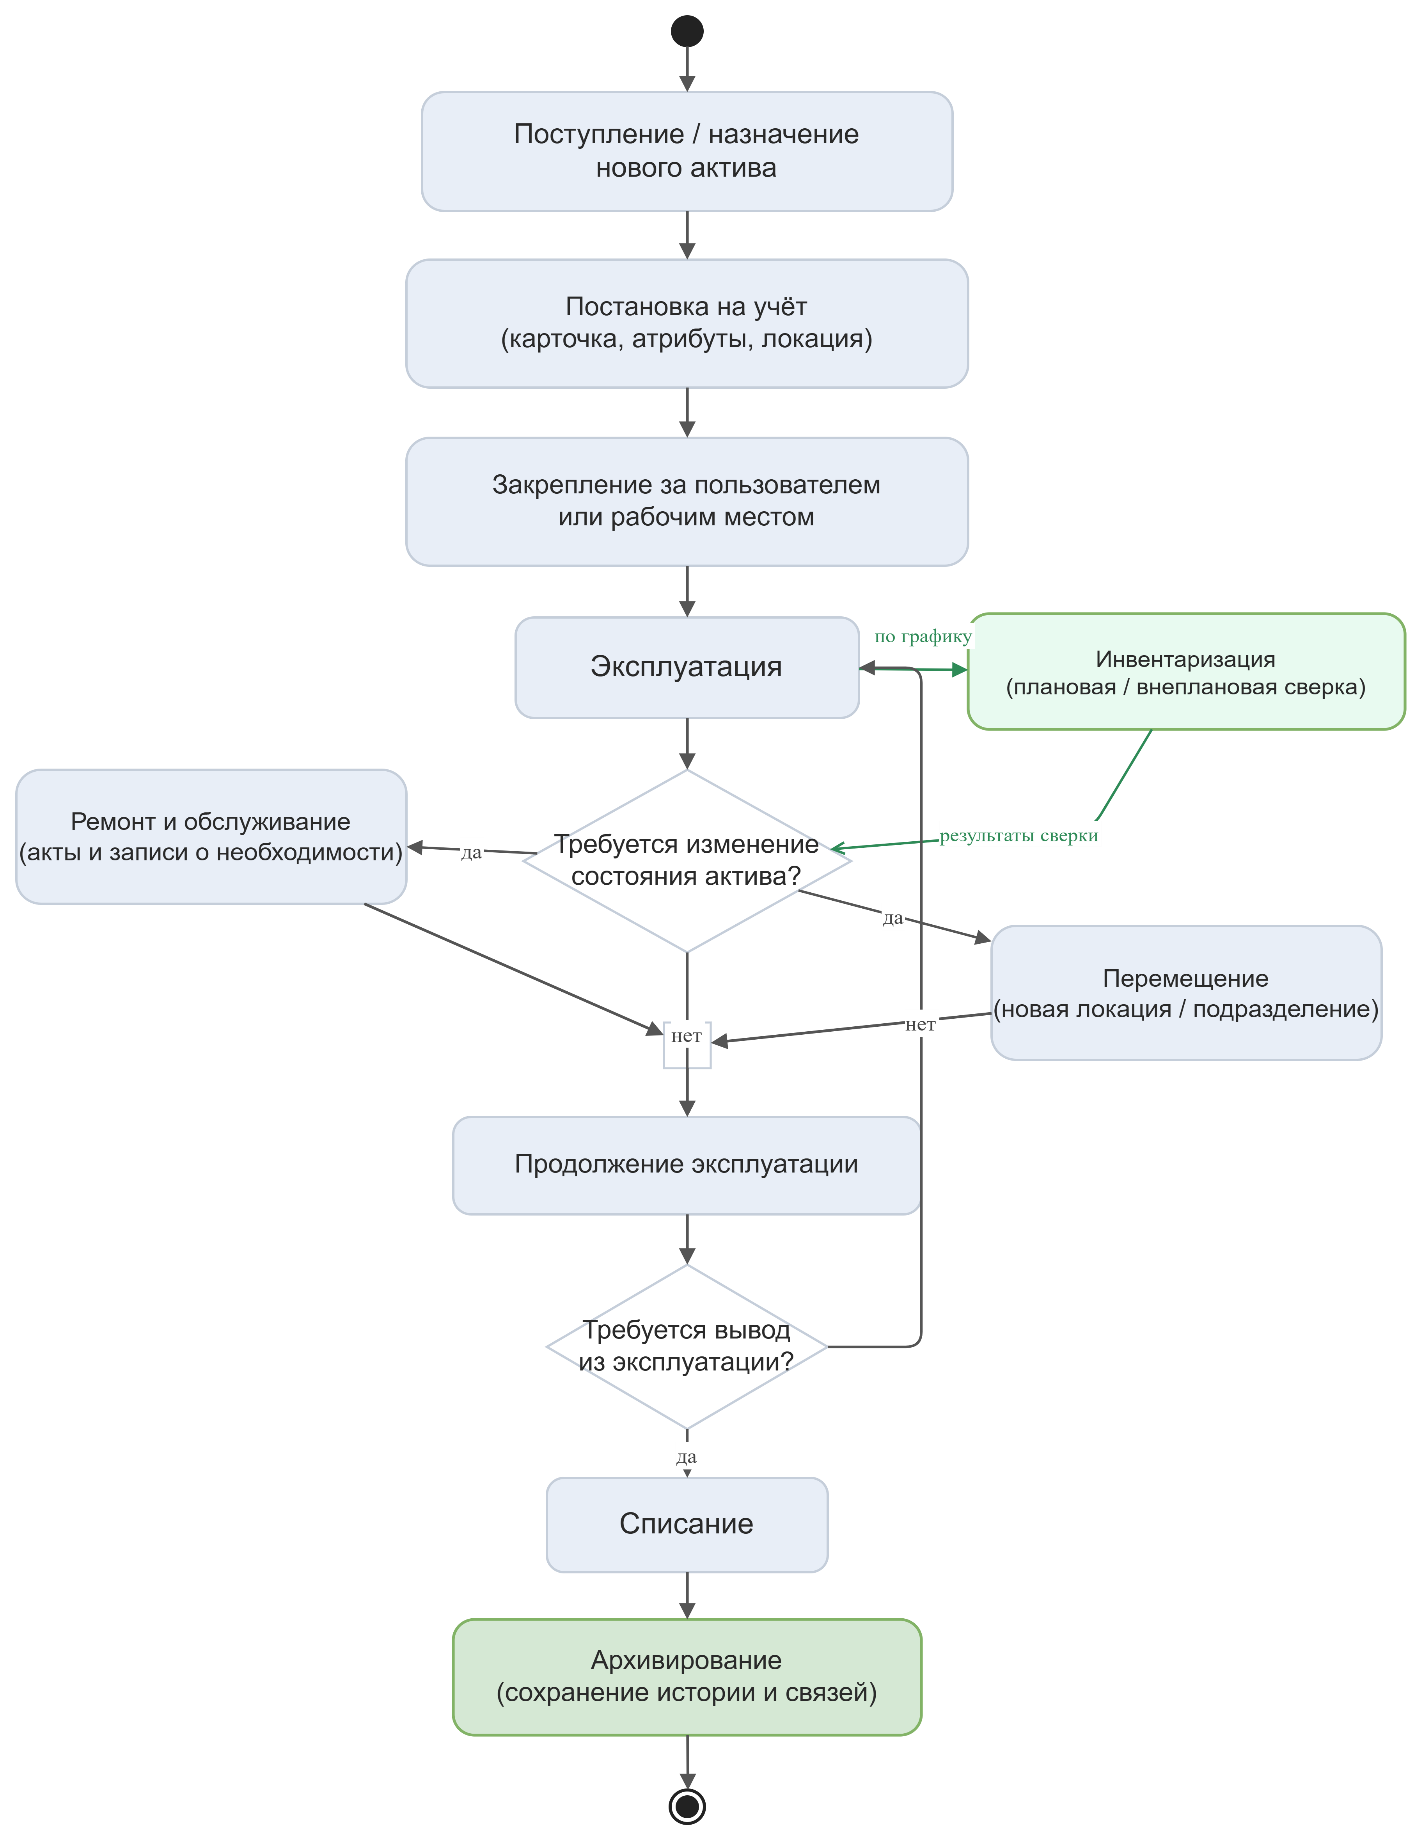 Поступление / назначение
нового актива
Постановка на учёт
(карточка, атрибуты, локация)
Закрепление за пользователем
или рабочим местом
Эксплуатация
по графику
Инвентаризация
(плановая / внеплановая сверка)
Ремонт и обслуживание
(акты и записи о необходимости)
да
Требуется изменение
состояния актива?
результаты сверки
да
Перемещение
(новая локация / подразделение)
нет
нет
Продолжение эксплуатации
Требуется вывод
из эксплуатации?
да
Списание
Архивирование
(сохранение истории и связей)